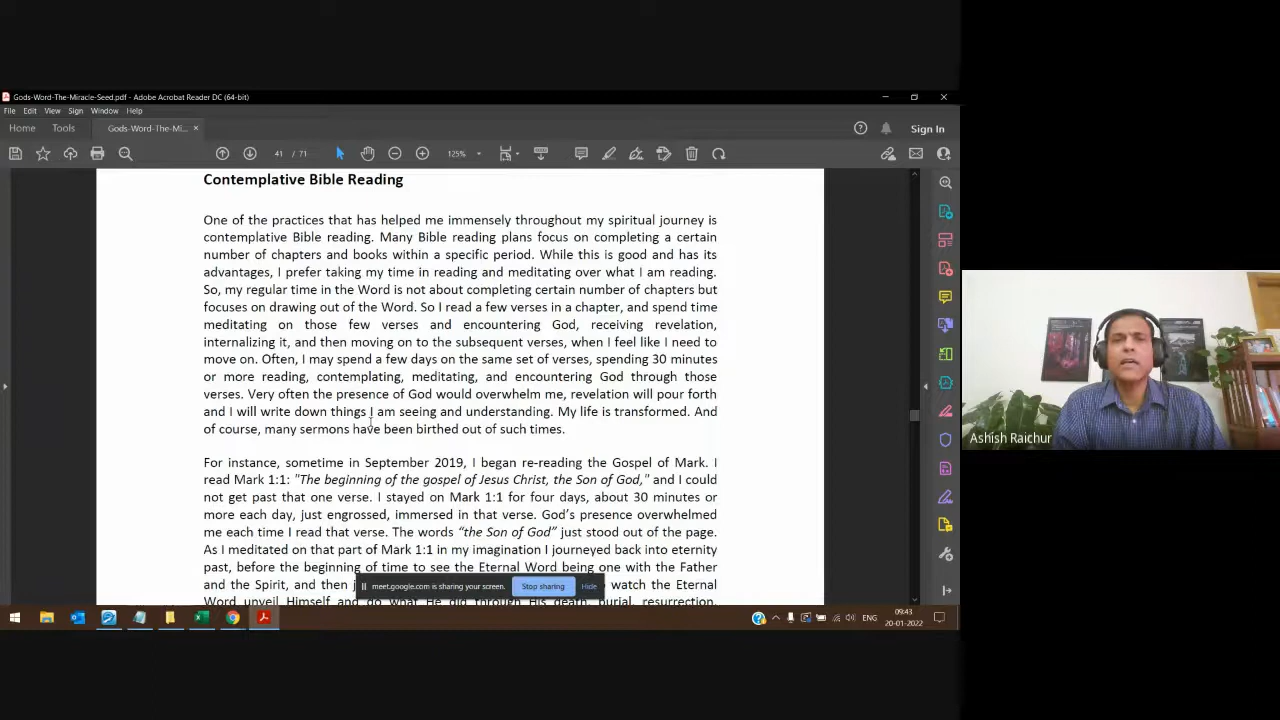 Gods-Word-The-Miracle-Seed.pdf - Adobe Acrobat Reader DC (64-bit)
File Edit View Sign Window Help
Home Tools Gods-Word-The-Mi... × Sign In
41 / 71 125%
Contemplative Bible Reading
One of the practices that has helped me immensely throughout my spiritual journey is
contemplative Bible reading. Many Bible reading plans focus on completing a certain
number of chapters and books within a specific period. While this is good and has its
advantages, I prefer taking my time in reading and meditating over what I am reading.
So, my regular time in the Word is not about completing certain number of chapters but
focuses on drawing out of the Word. So I read a few verses in a chapter, and spend time
meditating on those few verses and encountering God, receiving revelation,
internalizing it, and then moving on to the subsequent verses, when I feel like I need to
move on. Often, I may spend a few days on the same set of verses, spending 30 minutes
or more reading, contemplating, meditating, and encountering God through those
verses. Very often the presence of God would overwhelm me, revelation will pour forth
and I will write down things I am seeing and understanding. My life is transformed. And
of course, many sermons have been birthed out of such times.
For instance, sometime in September 2019, I began re-reading the Gospel of Mark. I
read Mark 1:1: "The beginning of the gospel of Jesus Christ, the Son of God," and I could
not get past that one verse. I stayed on Mark 1:1 for four days, about 30 minutes or
more each day, just engrossed, immersed in that verse. God's presence overwhelmed
me each time I read that verse. The words “the Son of God” just stood out of the page.
As I meditated on that part of Mark 1:1 in my imagination I journeyed back into eternity
past, before the beginning of time to see the Eternal Word being one with the Father
and the Spirit, and then watch the Eternal
Word unveil Himself and do what He did through His death, burial, resurrection,
meet.google.com is sharing your screen. Stop sharing Hide
Ashish Raichur
ENG 09:43
20-01-2022